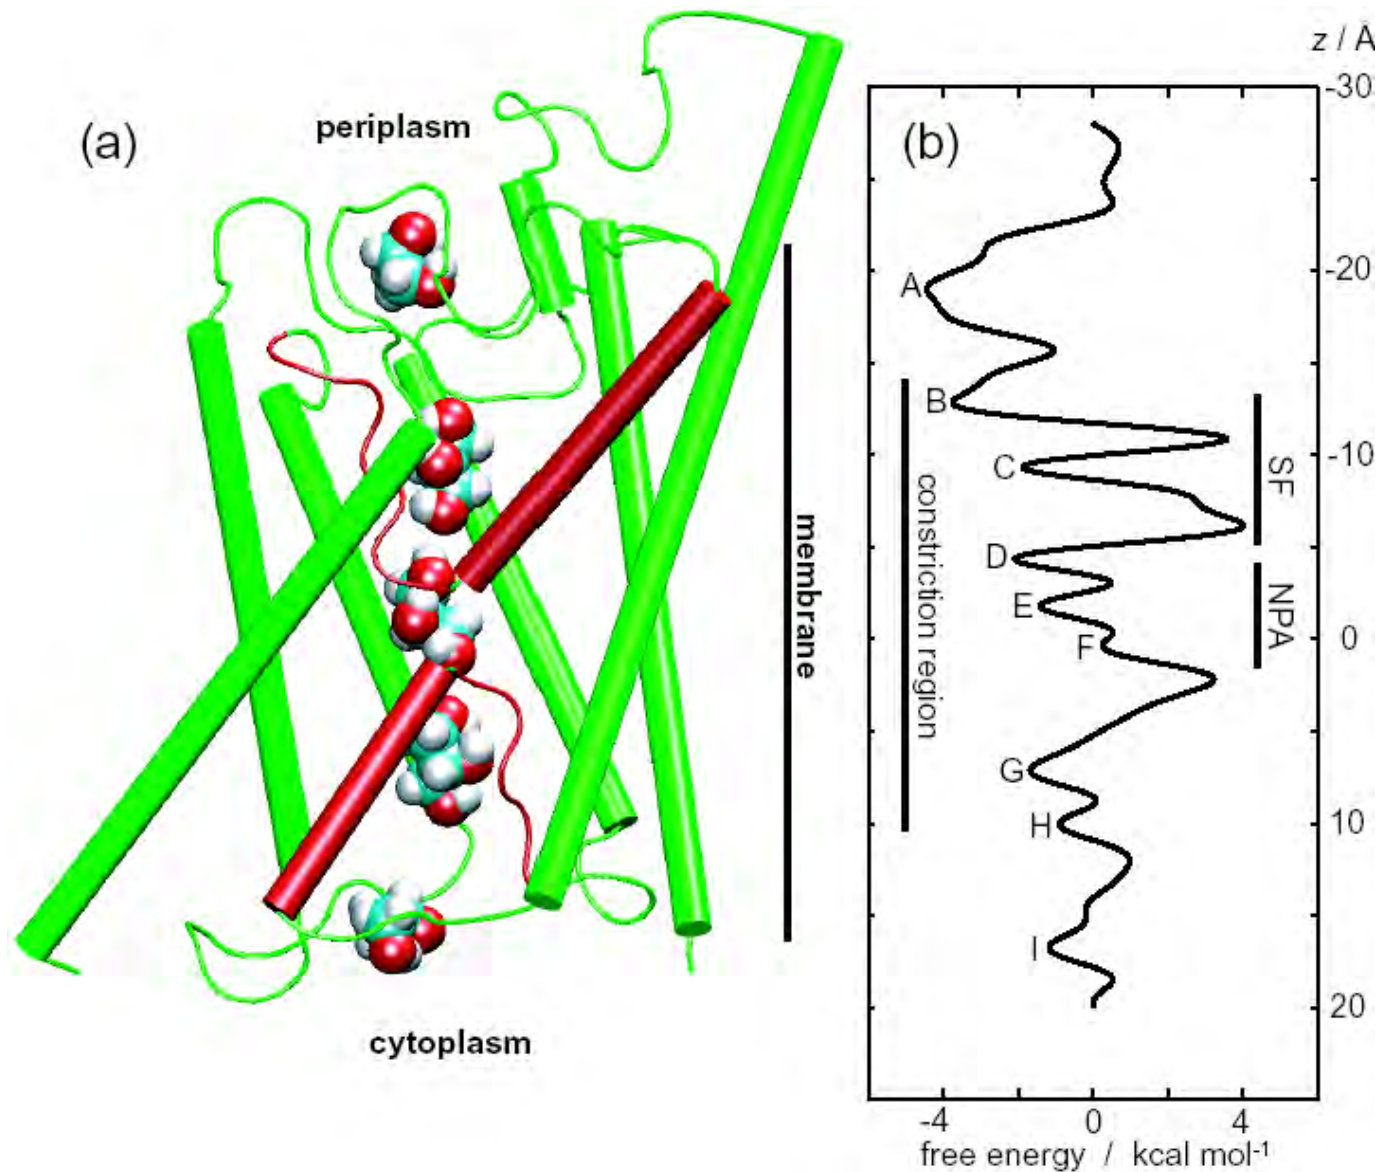 (a)
periplasm
membrane
cytoplasm
(b)
z / Å
-30
-20
-10
0
10
20
A
B
C
D
E
F
G
H
I
constriction region
SF
NPA
-4
0
4
free energy / kcal mol-1